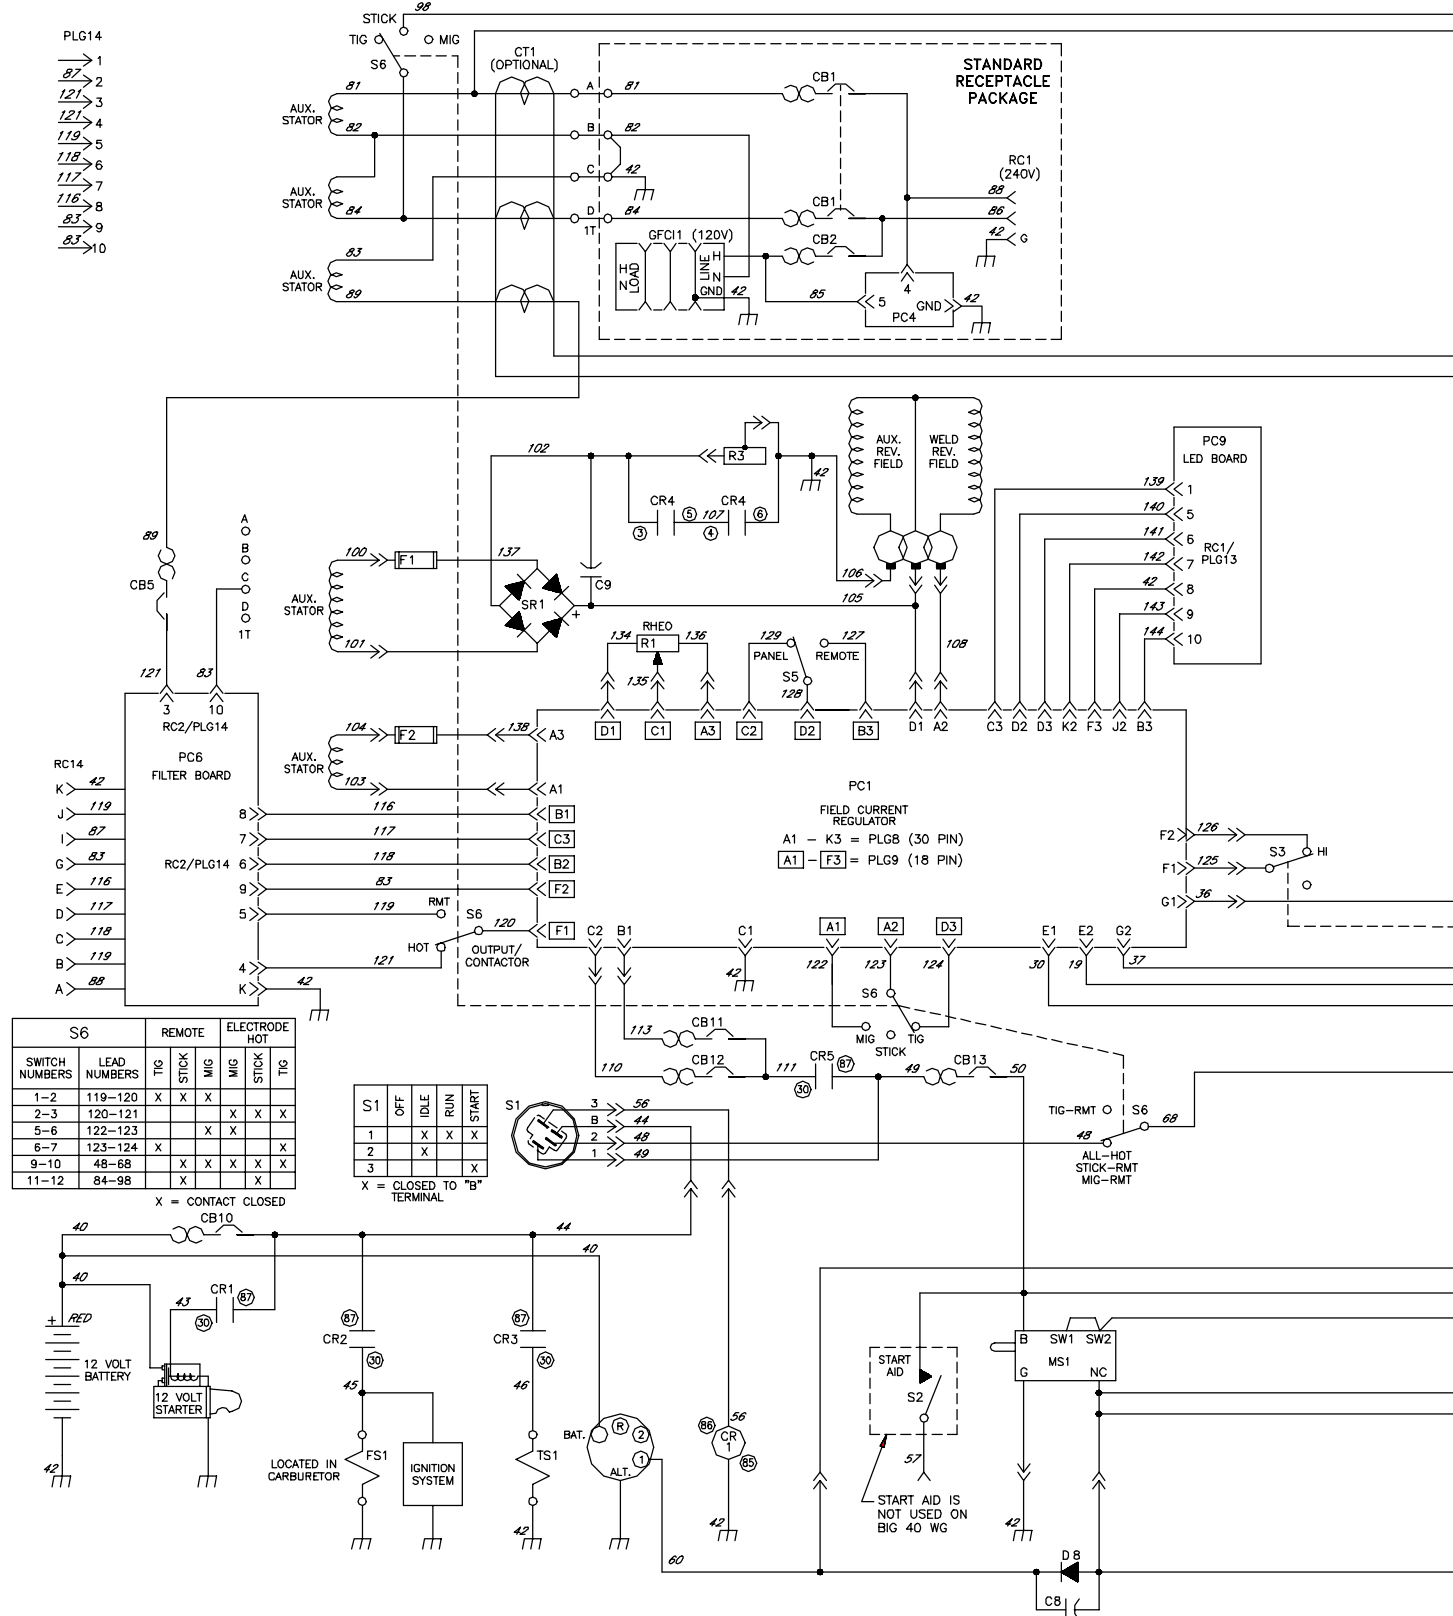 98
STICK
PLG14
TIG
MIG
S6
CT1
(OPTIONAL)
STANDARD
RECEPTACLE
PACKAGE
1
87 2
121 3
121 4
119 5
118 6
117 7
116 8
83 9
83 10
AUX.
STATOR
81
82
A
81
CB1
B
82
C
42
RC1
(240V)
88
AUX.
STATOR
84
D
1T
84
CB1
86
42
G
GFCI1 (120V)
CB2
H
N
LOAD
LINE
H
N
GND
42
AUX.
STATOR
83
89
85
5
4
GND
42
PC4
102
R3
42
AUX.
REV.
FIELD
WELD
REV.
FIELD
PC9
LED BOARD
CR4
5
107
CR4
6
3
4
139
1
140
5
141
6
RC1/
PLG13
142
7
42
8
143
9
144
10
89
CB5
A
B
C
D
1T
100
F1
137
AUX.
STATOR
SR1
+
C9
106
105
101
108
RHEO
134
R1
136
135
129
127
PANEL
REMOTE
S5
128
121
83
3
10
RC2/PLG14
D1
C1
A3
C2
D2
B3
D1
A2
C3
D2
D3
K2
F3
J2
B3
104
F2
138
A3
AUX.
STATOR
103
A1
PC6
FILTER BOARD
RC14
K
42
J
119
I
87
G
83
E
116
D
117
C
118
B
119
A
88
8
116
B1
7
117
C3
RC2/PLG14
6
118
B2
9
83
F2
5
119
RMT
S6
120
F1
HOT
OUTPUT/
CONTACTOR
4
121
K
42
PC1
FIELD CURRENT
REGULATOR
A1 - K3 = PLG8 (30 PIN)
A1 - F3 = PLG9 (18 PIN)
F2
126
F1
125
S3
HI
G1
36
C2
B1
C1
A1
A2
D3
E1
E2
G2
42
122
123
124
30
19
37
S6
MIG
STICK
TIG
S6
REMOTE
ELECTRODE
HOT
SWITCH
NUMBERS
LEAD
NUMBERS
TIG
STICK
MIG
MIG
STICK
TIG
1-2 119-120 X X X
2-3 120-121 X X X
5-6 122-123 X X
6-7 123-124 X X
9-10 48-68 X X X X X
11-12 84-98 X X
X = CONTACT CLOSED
113
CB11
110
CB12
111
CR5
87
30
49
CB13
50
S1
OFF
IDLE
RUN
START
1 X X X
2 X
3 X
X = CLOSED TO "B"
TERMINAL
S1
3
56
B
44
2
48
1
49
TIG-RMT
S6
68
48
ALL-HOT
STICK-RMT
MIG-RMT
40
CB10
44
40
40
43
CR1
87
30
+
RED
12 VOLT
BATTERY
12 VOLT
STARTER
42
87
CR2
30
45
87
CR3
30
46
LOCATED IN
CARBURETOR
FS1
IGNITION
SYSTEM
TS1
42
BAT.
R
2
1
ALT.
60
56
86
CR
1
85
42
START
AID
S2
57
START AID IS
NOT USED ON
BIG 40 WG
B
SW1
SW2
MS1
G
NC
42
D8
C8